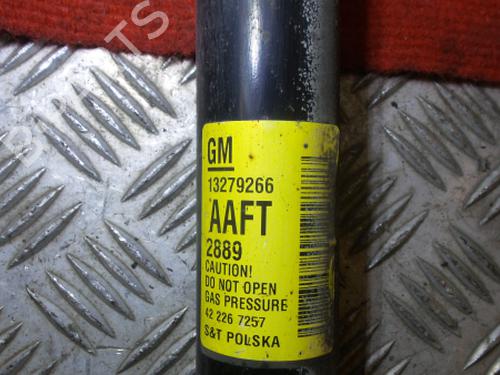 GM
13279266
AAFT
2889
CAUTION!
DO NOT OPEN
GAS PRESSURE
42 226 7257
S&T POLSKA